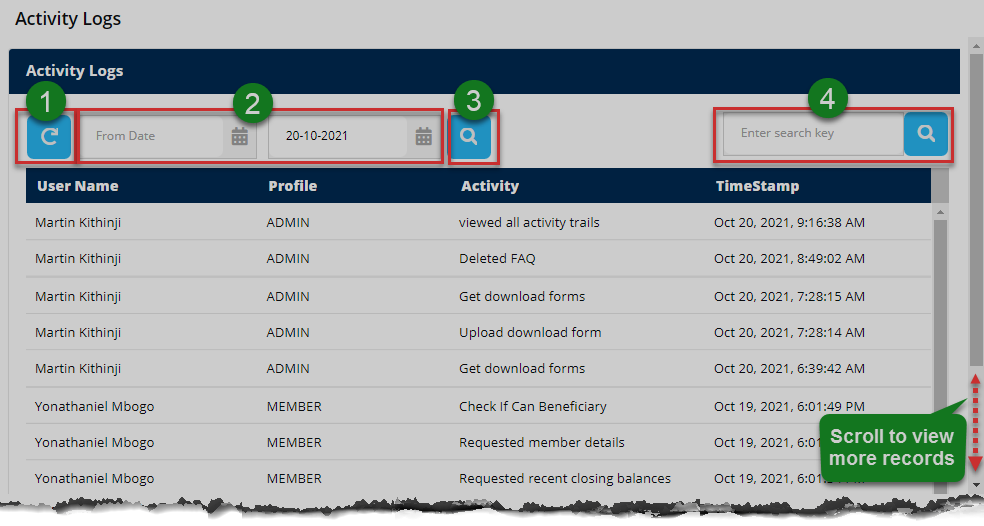 Activity Logs
Activity Logs
1
2
3
4
From Date
20-10-2021
Enter search key
User Name Profile Activity TimeStamp
Martin Kithinji ADMIN viewed all activity trails Oct 20, 2021, 9:16:38 AM
Martin Kithinji ADMIN Deleted FAQ Oct 20, 2021, 8:49:02 AM
Martin Kithinji ADMIN Get download forms Oct 20, 2021, 7:28:15 AM
Martin Kithinji ADMIN Upload download form Oct 20, 2021, 7:28:14 AM
Martin Kithinji ADMIN Get download forms Oct 20, 2021, 6:39:42 AM
Yonathaniel Mbogo MEMBER Check If Can Beneficiary Oct 19, 2021, 6:01:49 PM
Yonathaniel Mbogo MEMBER Requested member details Oct 19, 2021,
Yonathaniel Mbogo MEMBER Requested recent closing balances Oct 19, 2021,
Scroll to view
more records